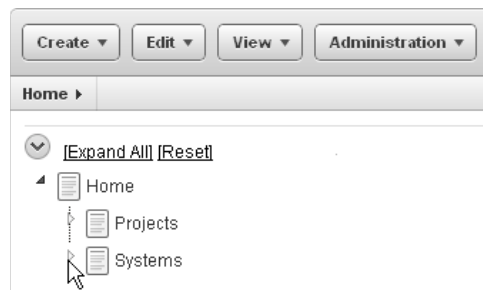 Create ▾ Edit ▾ View ▾ Administration ▾
Home ▸
[Expand All] [Reset]
Home
Projects
Systems